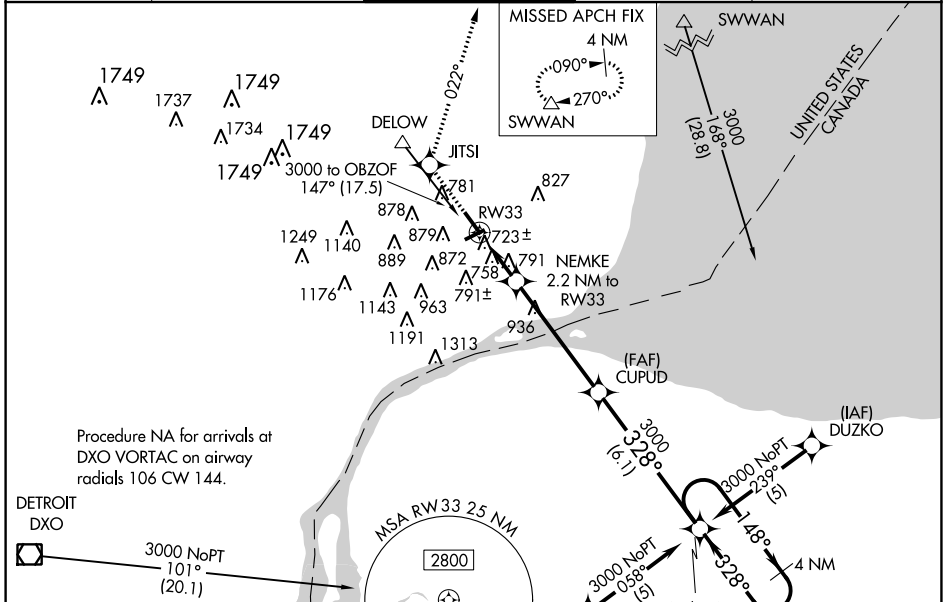 MISSED APCH FIX
4 NM
090°
270°
SWWAN
SWWAN
3000
168°
(28.8)
UNITED STATES
CANADA
022°
1749
1749
1737
1734
1749
1749
DELOW
JITSI
3000 to OBZOF
147° (17.5)
781
827
878
RW33
1249
1140
879
723±
889
872
758
791
NEMKE
2.2 NM to
RW33
1176
1143
963
791±
936
1191
1313
(FAF)
CUPUD
(IAF)
DUZKO
3000
328°
(6.1)
3000 NoPT
239°
(5)
Procedure NA for arrivals at
DXO VORTAC on airway
radials 106 CW 144.
DETROIT
DXO
3000 NoPT
101°
(20.1)
MSA RW33 25 NM
2800
3000 NoPT
058°
(5)
148°
328°
4 NM